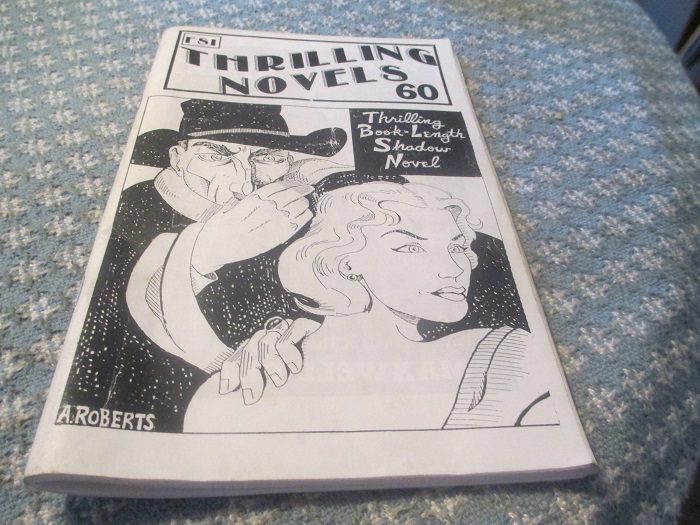 FSI
THRILLING
NOVELS
60
Thrilling
Book-Length
Shadow
Novel
A.ROBERTS